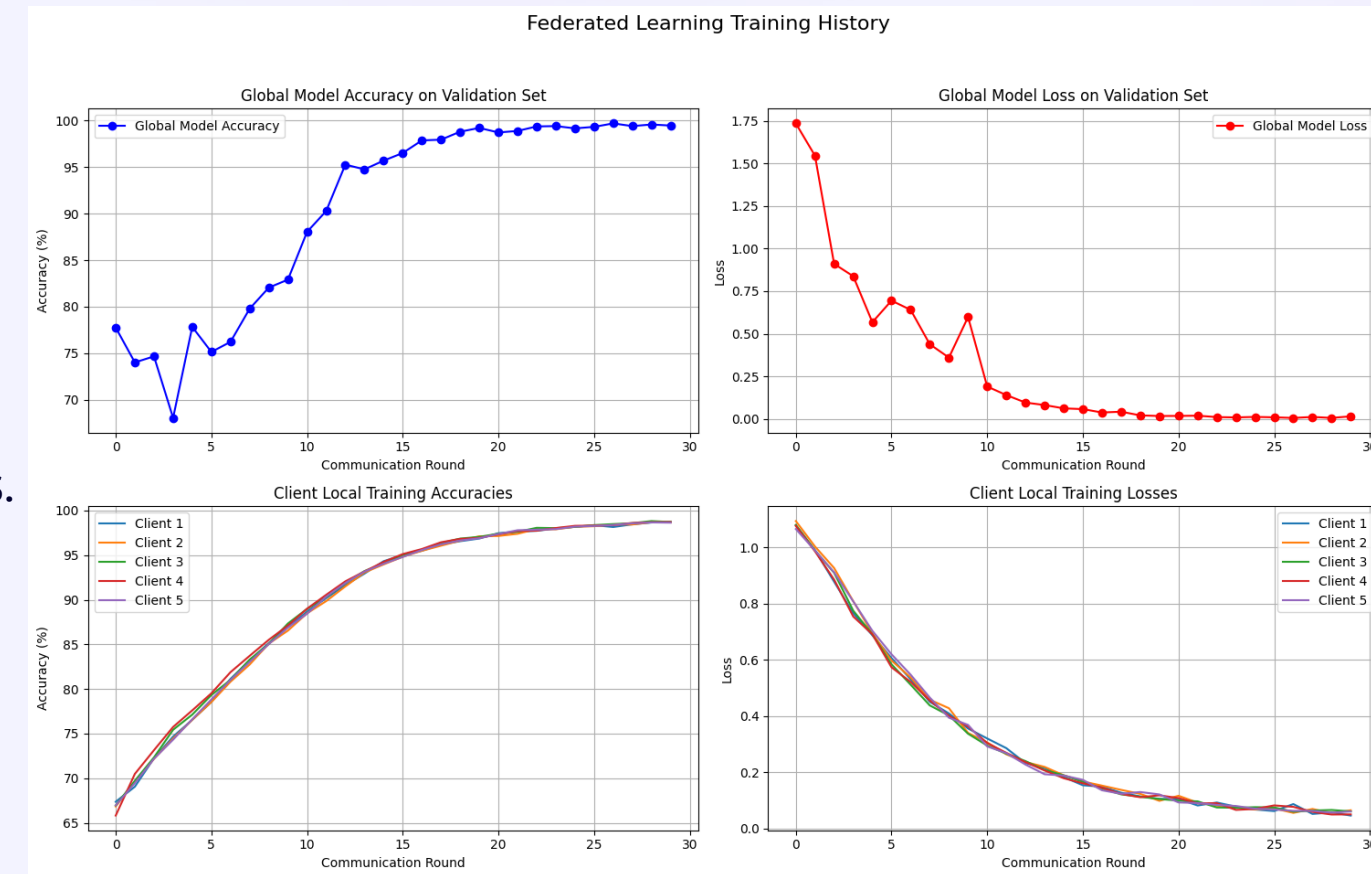 Federated Learning Training History
Global Model Accuracy on Validation Set
Global Model Accuracy
Accuracy (%)
100
95
90
85
80
75
70
0 5 10 15 20 25 30
Communication Round
Global Model Loss on Validation Set
Global Model Loss
Loss
1.75
1.50
1.25
1.00
0.75
0.50
0.25
0.00
0 5 10 15 20 25
Communication Round
Client Local Training Accuracies
Client 1
Client 2
Client 3
Client 4
Client 5
Accuracy (%)
100
95
90
85
80
75
70
65
0 5 10 15 20 25 30
Communication Round
Client Local Training Losses
Client 1
Client 2
Client 3
Client 4
Client 5
Loss
1.0
0.8
0.6
0.4
0.2
0.0
0 5 10 15 20 25
Communication Round